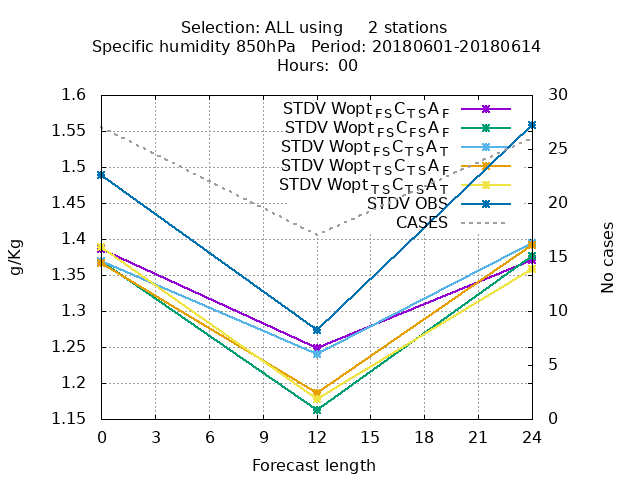 Selection: ALL using 2 stations
Specific humidity 850hPa Period: 20180601-20180614
Hours: 00
1.6
1.55
1.5
1.45
1.4
1.35
1.3
1.25
1.2
1.15
g/Kg
STDV Wopt_FS C_TS A_F
STDV Wopt_FS C_FS A_F
STDV Wopt_FS C_TS A_T
STDV Wopt_TS C_TS A_F
STDV Wopt_TS C_TS A_T
STDV OBS
CASES
30
25
20
15
10
5
0
No cases
0 3 6 9 12 15 18 21 24
Forecast length